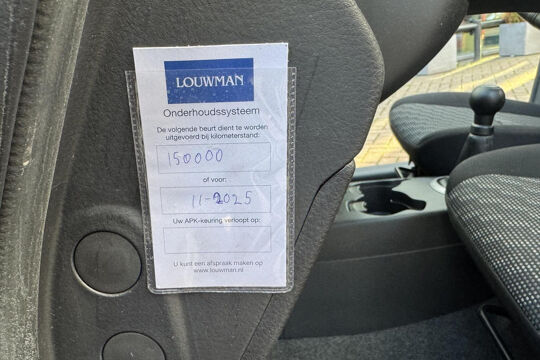 LOUWMAN
Onderhoudssysteem
De volgende beurt dient te worden
uitgevoerd bij kilometerstand:
150000
of voor:
11-2025
Uw APK-keuring verloopt op:
U kunt een afspraak maken op
www.louwman.nl